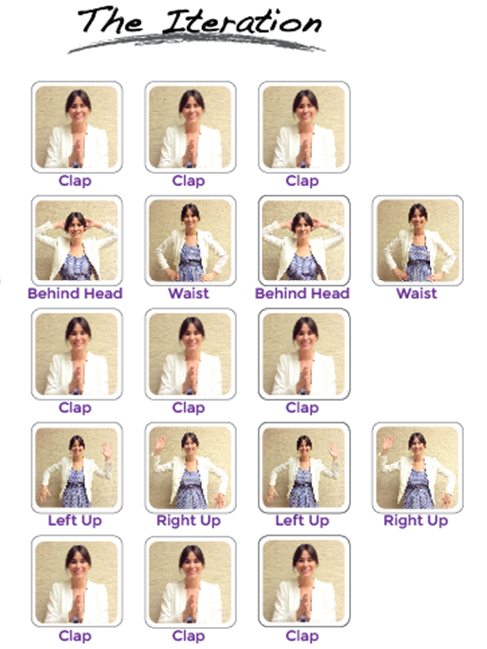 The Iteration
Clap Clap Clap
Behind Head Waist Behind Head Waist
Clap Clap Clap
Left Up Right Up Left Up Right Up
Clap Clap Clap